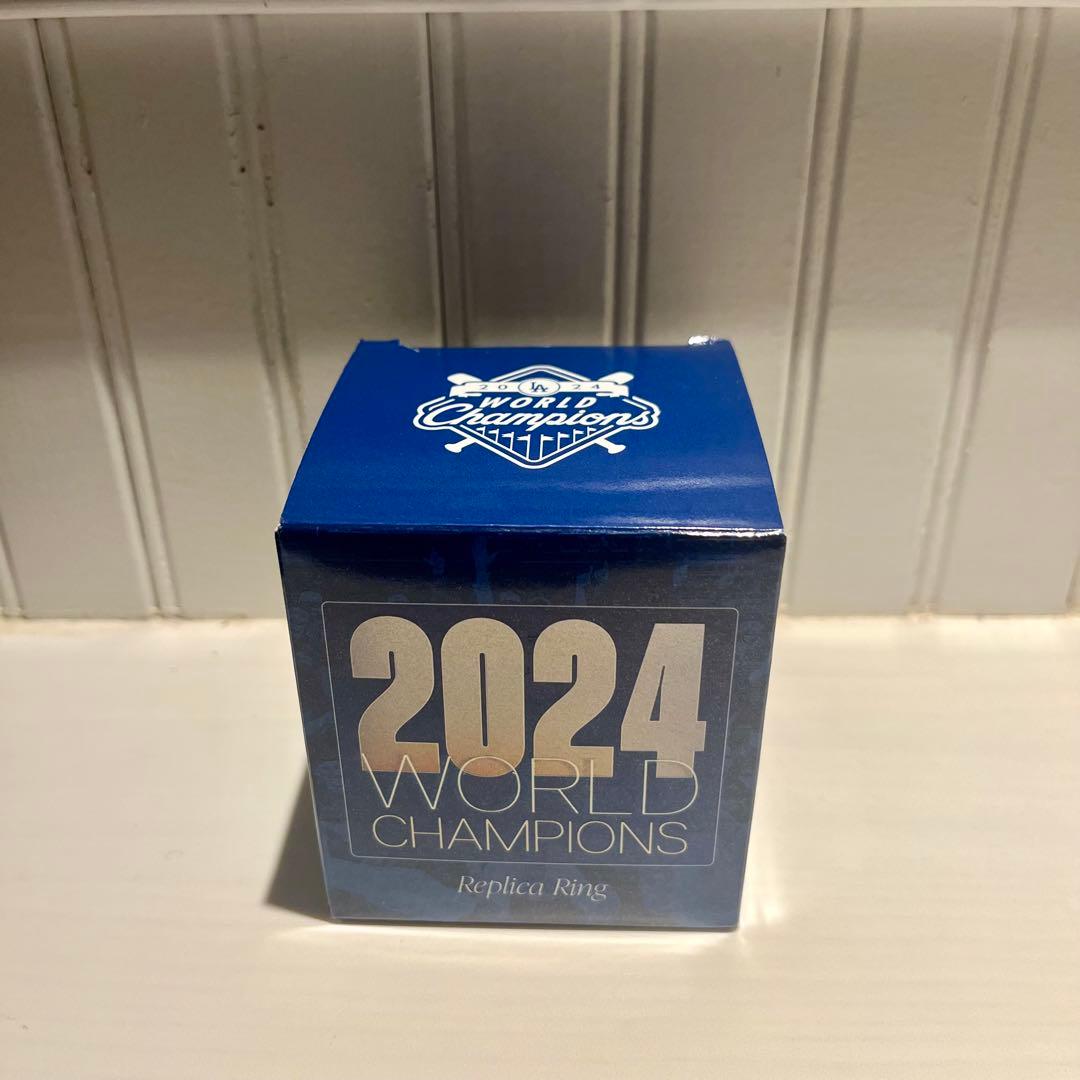 20 LA 24
WORLD
Champions
2024
WORLD
CHAMPIONS
Replica Ring